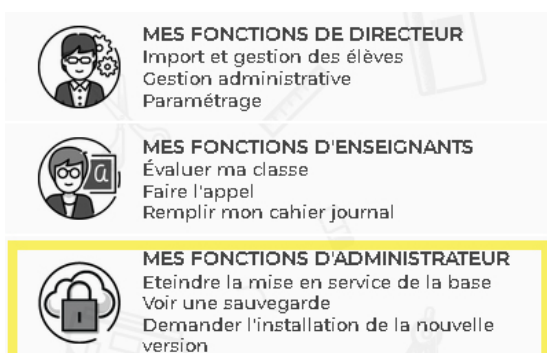 MES FONCTIONS DE DIRECTEUR
Import et gestion des élèves
Gestion administrative
Paramétrage
MES FONCTIONS D'ENSEIGNANTS
Évaluer ma classe
Faire l'appel
Remplir mon cahier journal
MES FONCTIONS D'ADMINISTRATEUR
Eteindre la mise en service de la base
Voir une sauvegarde
Demander l'installation de la nouvelle
version